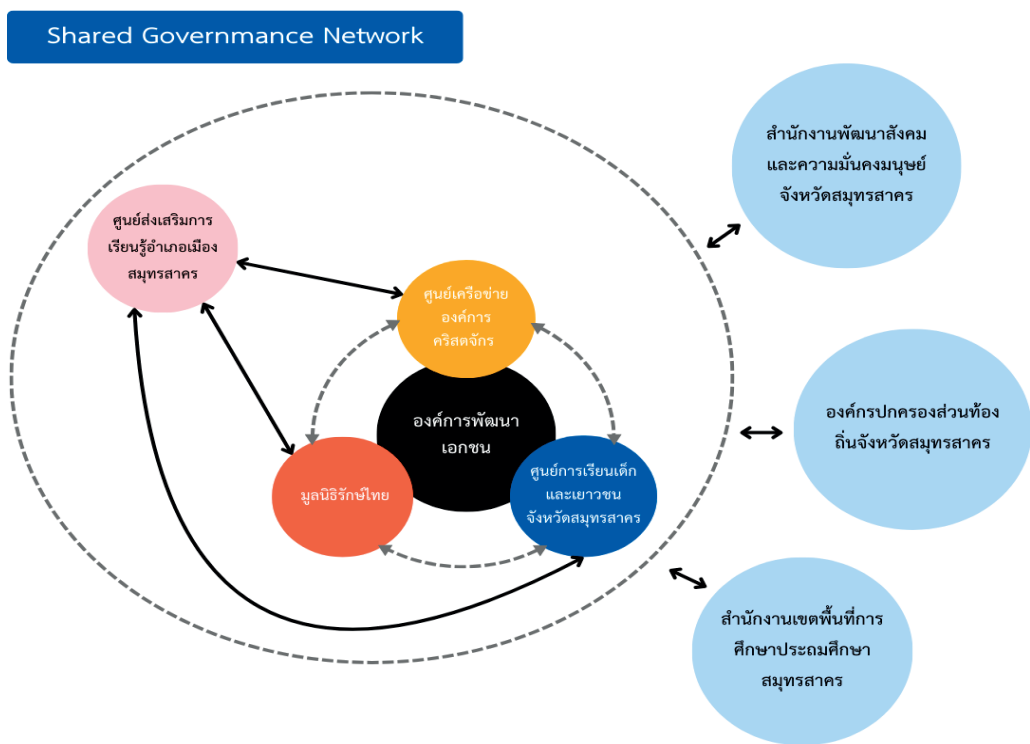 Shared Governmance Network
สำนักงานพัฒนาสังคม
และความมั่นคงมนุษย์
จังหวัดสมุทรสาคร
ศูนย์ส่งเสริมการ
เรียนรู้อำเภอเมือง
สมุทรสาคร
ศูนย์เครือข่าย
องค์การ
คริสตจักร
องค์การพัฒนา
เอกชน
องค์กรปกครองส่วนท้อง
ถิ่นจังหวัดสมุทรสาคร
มูลนิธิรักษ์ไทย
ศูนย์การเรียนเด็ก
และเยาวชน
จังหวัดสมุทรสาคร
สำนักงานเขตพื้นที่การ
ศึกษาประถมศึกษา
สมุทรสาคร